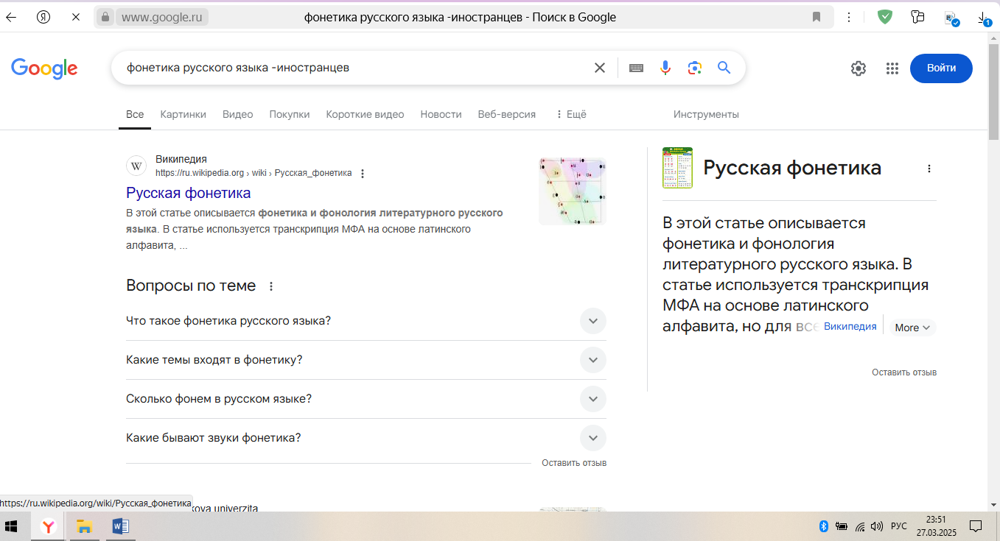 www.google.ru
фонетика русского языка -иностранцев - Поиск в Google
1
Google
фонетика русского языка -иностранцев
Войти
Все
Картинки
Видео
Покупки
Короткие видео
Новости
Веб-версия
Ещё
Инструменты
W
Википедия
https://ru.wikipedia.org › wiki › Русская_фонетика
Русская фонетика
В этой статье описывается фонетика и фонология литературного русского
языка. В статье используется транскрипция МФА на основе латинского
алфавита, ...
Вопросы по теме
Что такое фонетика русского языка?
Какие темы входят в фонетику?
Сколько фонем в русском языке?
Какие бывают звуки фонетика?
Оставить отзыв
Русская фонетика
В этой статье описывается
фонетика и фонология
литературного русского языка. В
статье используется транскрипция
МФА на основе латинского
алфавита, но для все Википедия
More
Оставить отзыв
https://ru.wikipedia.org/wiki/Русская_фонетика
kova univerzita
РУС
23:51
27.03.2025